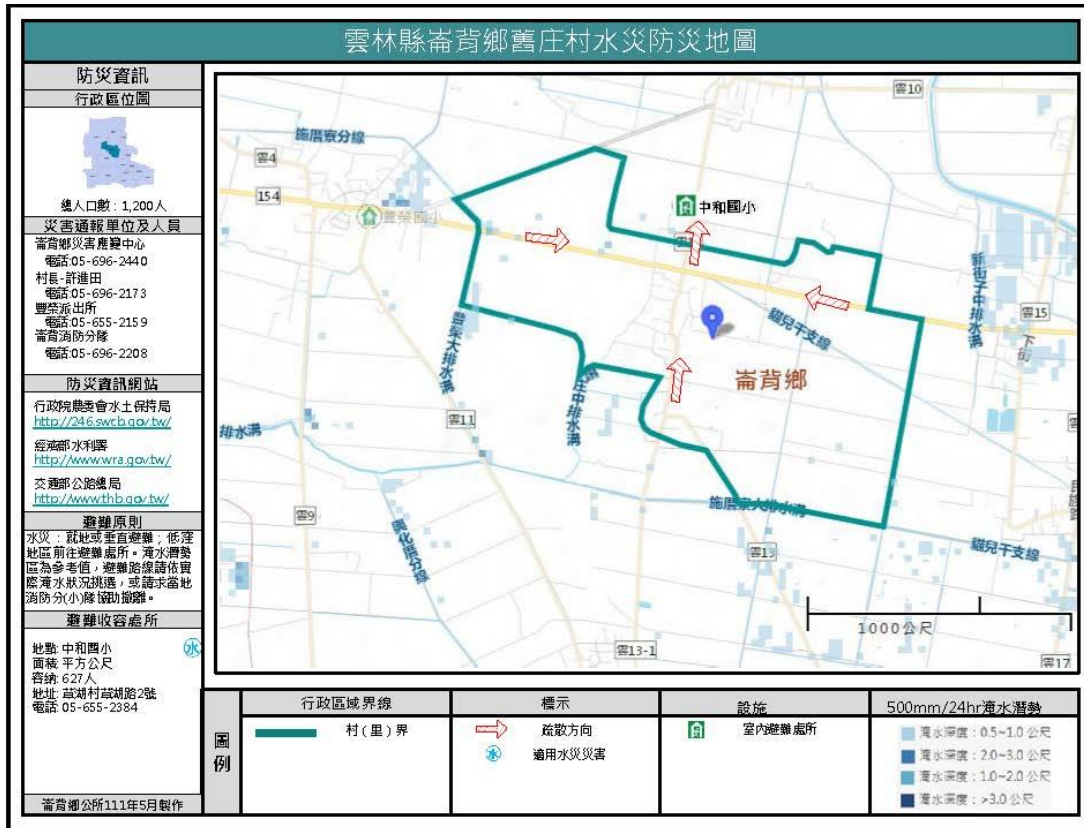 雲林縣崙背鄉舊庄村水災防災地圖
防災資訊
行政區位圖
總人口數：1,200人
災害通報單位及人員
崙背鄉災害應變中心
電話:05-696-2440
村長-許進田
電話:05-696-2173
豐榮派出所
電話:05-655-2159
崙背消防分隊
電話:05-696-2208
防災資訊網站
行政院農委會水土保持局
http://246.swcb.gov.tw/
經濟部水利署
http://www.wra.gov.tw/
交通部公路總局
http://www.thb.gov.tw/
避難原則
水災：就地或垂直避難；低窪
地區前往避難處所。淹水潛勢
區為參考值，避難路線請依實
際淹水狀況挑選，或請求當地
消防分(小)隊協助撤離。
避難收容處所
地點:中和國小
水
面積:平方公尺
容納:627人
地址:崙湖村崙湖路2號
電話:05-655-2384
崙背鄉公所111年5月製作
雲10
施厝寮分線
雲4
154
豐榮國小
中和國小
新街子中排水溝
雲15
下街
貓兒干支線
豐榮大排水溝
崙背鄉
庄中排水溝
雲11
排水溝
雲9
興化厝分線
施厝寮大排水溝
雲13
貓兒干支線
1000公尺
雲13-1
雲17
圖例
行政區域界線
村(里)界
標示
疏散方向
水
適用水災災害
設施
室內避難處所
500mm/24hr淹水潛勢
淹水深度：0.5~1.0公尺
淹水深度：2.0~3.0公尺
淹水深度：1.0~2.0公尺
淹水深度：>3.0公尺